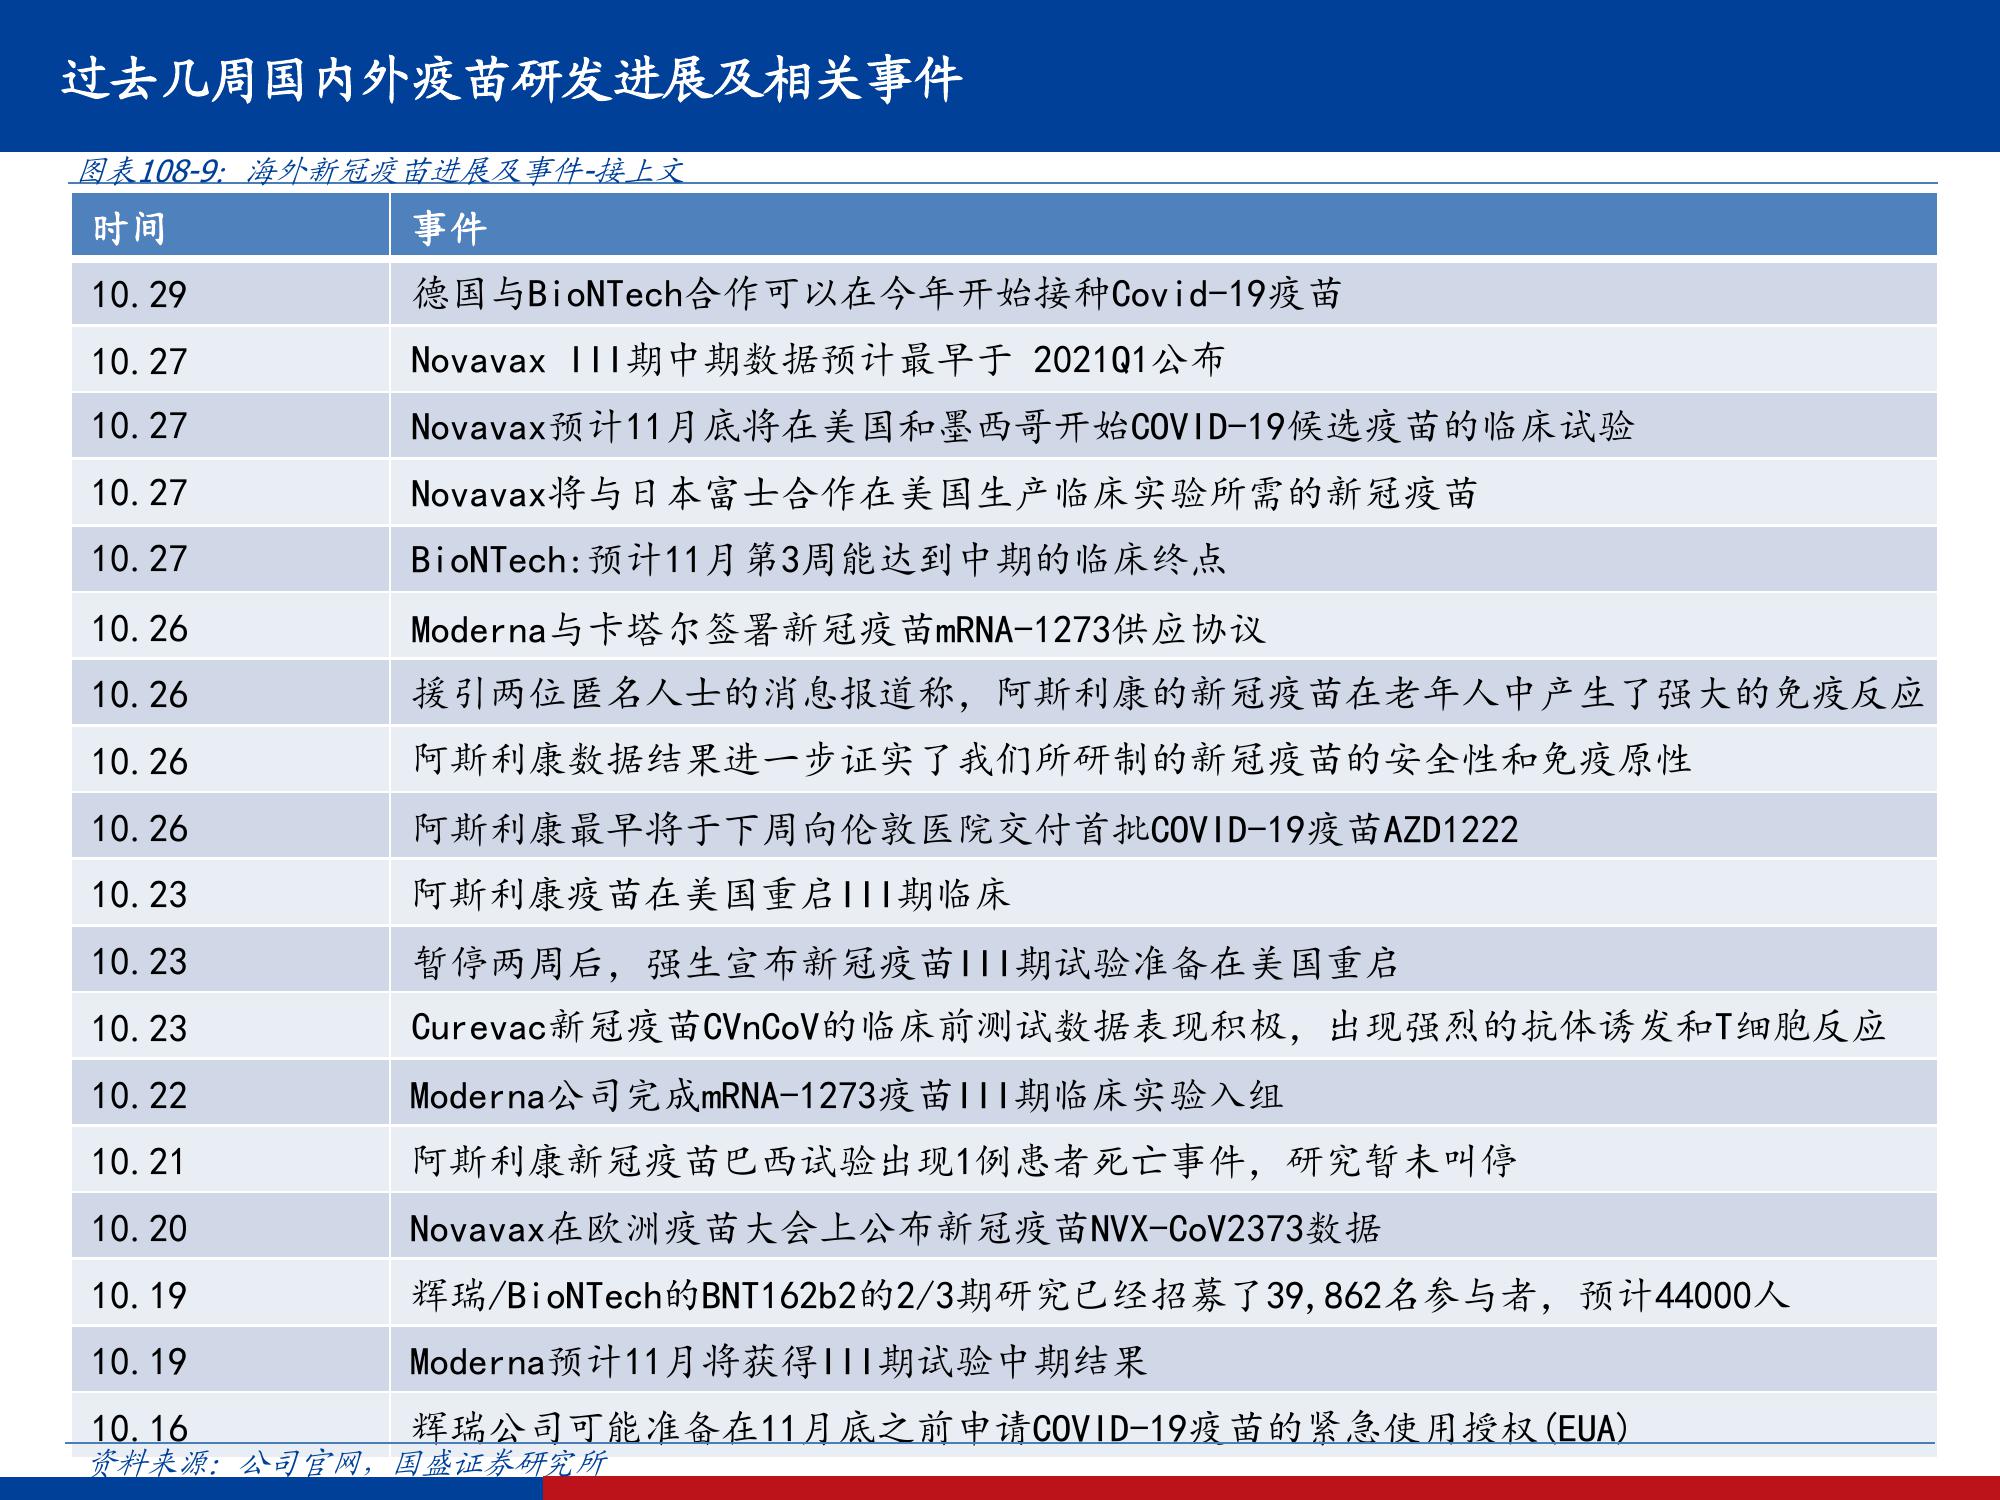 过去几周国内外疫苗研发进展及相关事件
图表108-9：海外新冠疫苗进展及事件-接上文
时间 事件
10.29 德国与BioNTech合作可以在今年开始接种Covid-19疫苗
10.27 Novavax III期中期数据预计最早于 2021Q1公布
10.27 Novavax预计11月底将在美国和墨西哥开始COVID-19候选疫苗的临床试验
10.27 Novavax将与日本富士合作在美国生产临床实验所需的新冠疫苗
10.27 BioNTech:预计11月第3周能达到中期的临床终点
10.26 Moderna与卡塔尔签署新冠疫苗mRNA-1273供应协议
10.26 援引两位匿名人士的消息报道称，阿斯利康的新冠疫苗在老年人中产生了强大的免疫反应
10.26 阿斯利康数据结果进一步证实了我们所研制的新冠疫苗的安全性和免疫原性
10.26 阿斯利康最早将于下周向伦敦医院交付首批COVID-19疫苗AZD1222
10.23 阿斯利康疫苗在美国重启III期临床
10.23 暂停两周后，强生宣布新冠疫苗III期试验准备在美国重启
10.23 Curevac新冠疫苗CVnCoV的临床前测试数据表现积极，出现强烈的抗体诱发和T细胞反应
10.22 Moderna公司完成mRNA-1273疫苗III期临床实验入组
10.21 阿斯利康新冠疫苗巴西试验出现1例患者死亡事件，研究暂未叫停
10.20 Novavax在欧洲疫苗大会上公布新冠疫苗NVX-CoV2373数据
10.19 辉瑞/BioNTech的BNT162b2的2/3期研究已经招募了39,862名参与者，预计44000人
10.19 Moderna预计11月将获得III期试验中期结果
10.16 辉瑞公司可能准备在11月底之前申请COVID-19疫苗的紧急使用授权(EUA)
资料来源：公司官网，国盛证券研究所